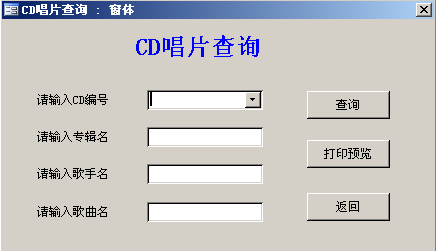 CD唱片查询 : 窗体
CD唱片查询
请输入CD编号
查询
请输入专辑名
打印预览
请输入歌手名
请输入歌曲名
返回